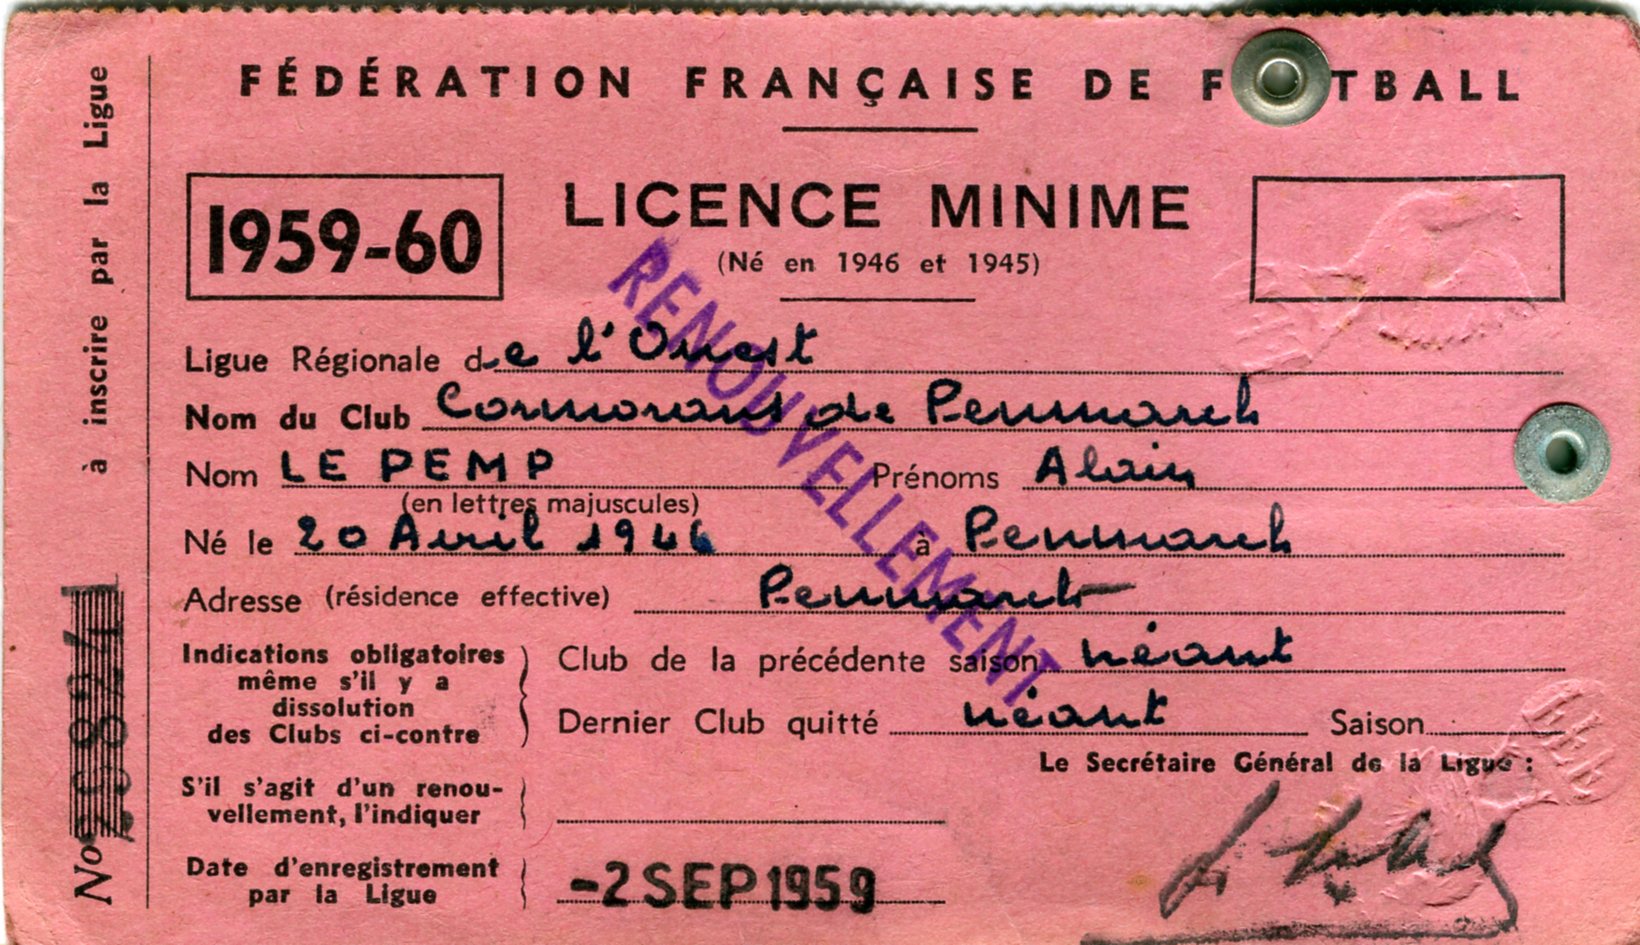 FÉDÉRATION FRANÇAISE DE F TBALL
1959-60
LICENCE MINIME
(Né en 1946 et 1945)
RENOUVELLEMENT
Ligue Régionale de l'Ouest
Nom du Club Cormorans de Penmarch
Nom LE PEMP Prénoms Alain
(en lettres majuscules)
Né le 20 Avril 1946 à Penmarch
Adresse (résidence effective) Penmarch
Indications obligatoires
même s'il y a
dissolution
des Clubs ci-contre
Club de la précédente saison néant
Dernier Club quitté néant Saison
Le Secrétaire Général de la Ligue :
S'il s'agit d'un renou-
vellement, l'indiquer
Date d'enregistrement
par la Ligue
-2 SEP 1959
à inscrire par la Ligue
No